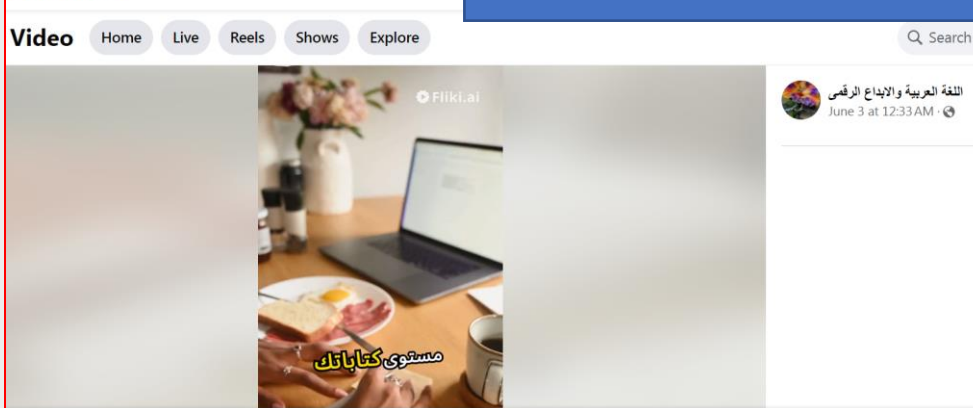 Video Home Live Reels Shows Explore Search
Fliki.ai
مستوى كتاباتك
اللغة العربية والابداع الرقمى
June 3 at 12:33 AM ·